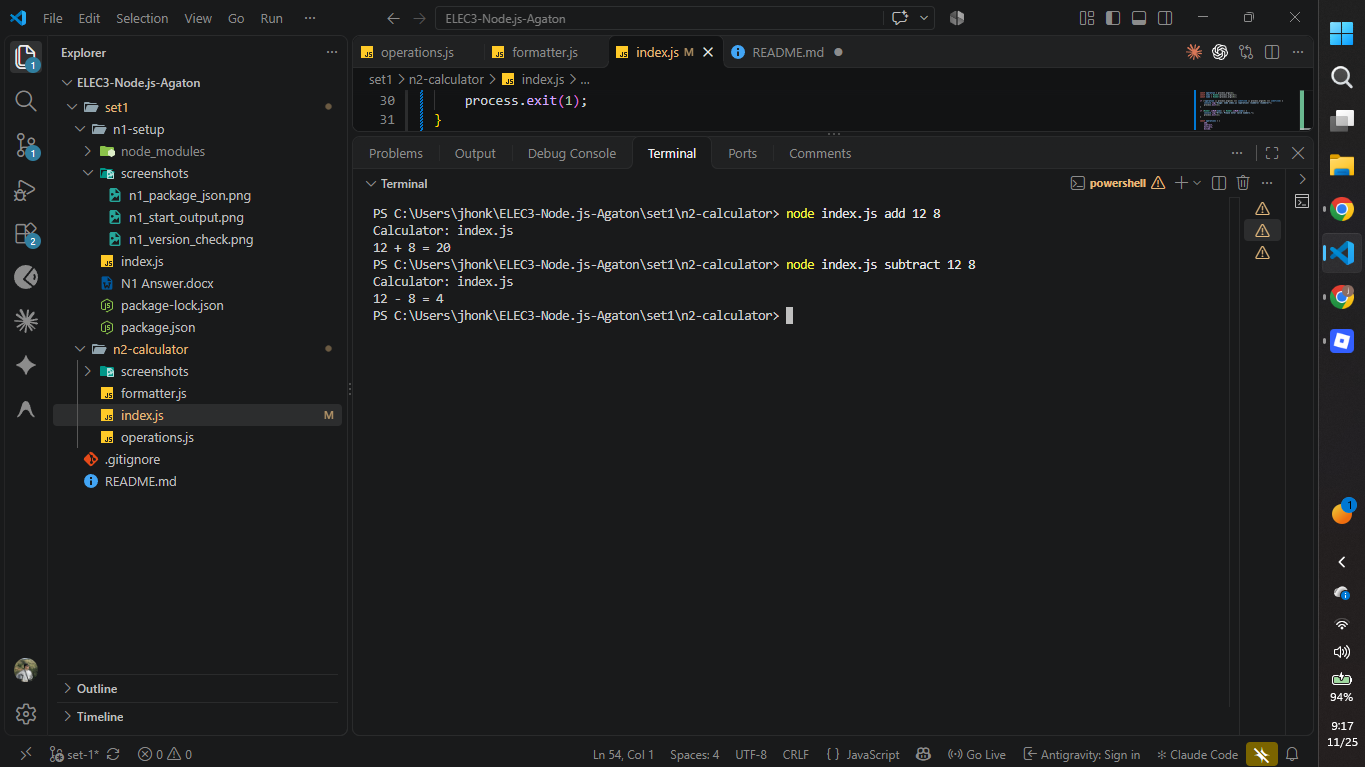 File Edit Selection View Go Run ··· ELEC3-Node.js-Agaton
Explorer ···
ELEC3-Node.js-Agaton
set1
n1-setup
node_modules
screenshots
n1_package_json.png
n1_start_output.png
n1_version_check.png
index.js
N1 Answer.docx
package-lock.json
package.json
n2-calculator
screenshots
formatter.js
index.js M
operations.js
.gitignore
README.md
Outline
Timeline
1
1
2
operations.js formatter.js index.js M README.md
set1 > n2-calculator > index.js > ...
30 process.exit(1);
31 }
Problems Output Debug Console Terminal Ports Comments
Terminal powershell
PS C:\Users\jhonk\ELEC3-Node.js-Agaton\set1\n2-calculator> node index.js add 12 8
Calculator: index.js
12 + 8 = 20
PS C:\Users\jhonk\ELEC3-Node.js-Agaton\set1\n2-calculator> node index.js subtract 12 8
Calculator: index.js
12 - 8 = 4
PS C:\Users\jhonk\ELEC3-Node.js-Agaton\set1\n2-calculator>
set-1* 0 0 Ln 54, Col 1 Spaces: 4 UTF-8 CRLF { } JavaScript Go Live Antigravity: Sign in Claude Code
1
94%
9:17
11/25